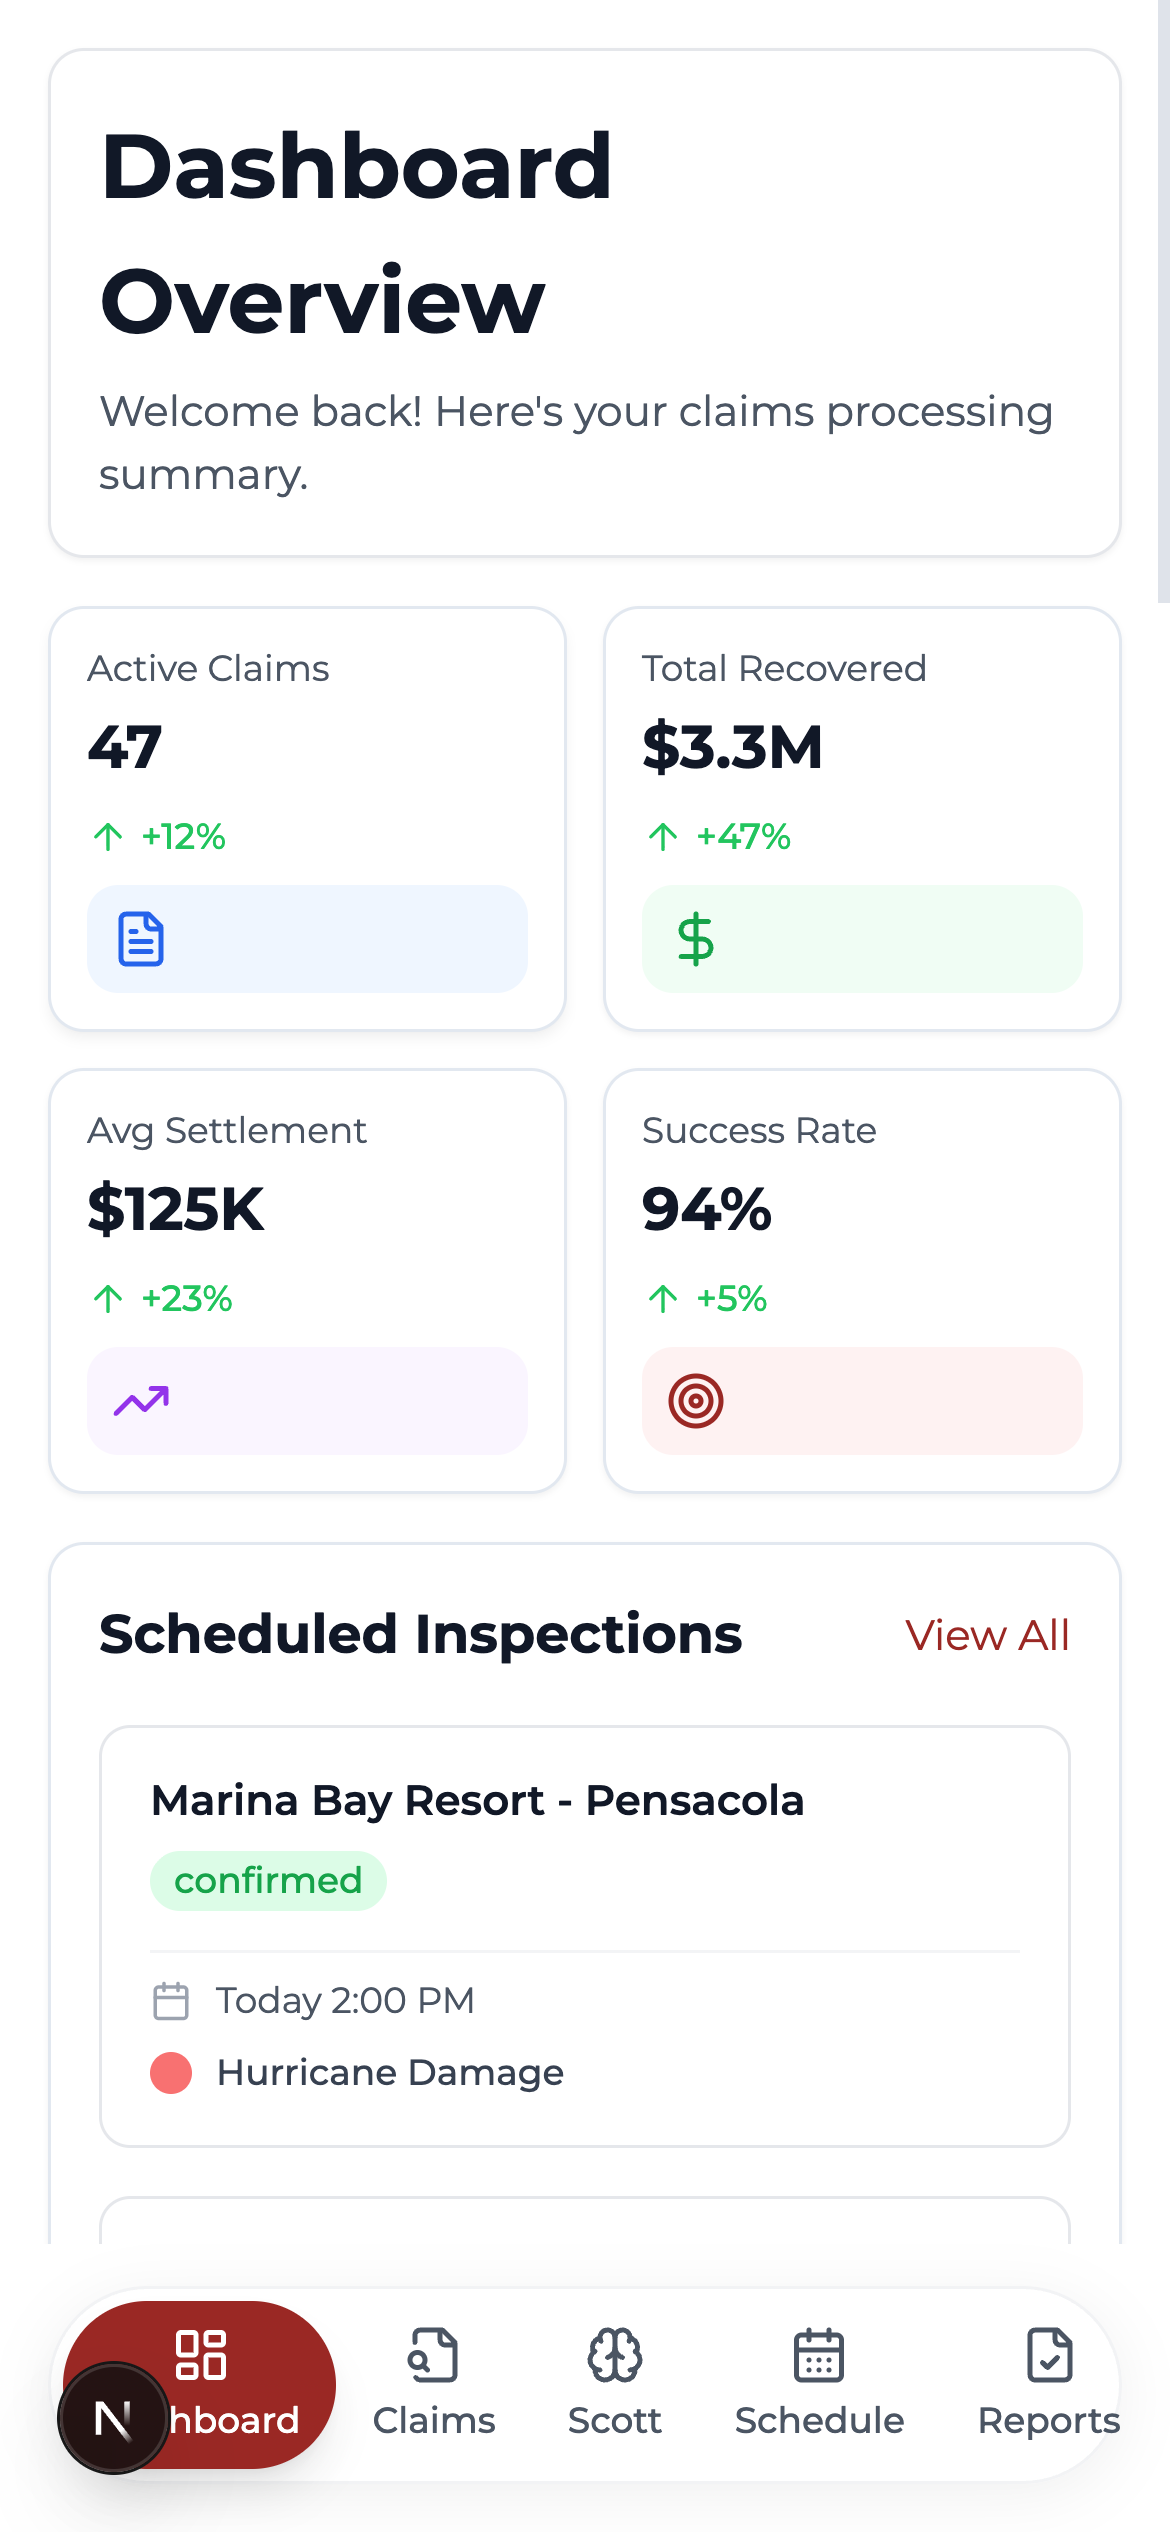 Dashboard
Overview
Welcome back! Here's your claims processing
summary.
Active Claims
47
+12%
Total Recovered
$3.3M
+47%
Avg Settlement
$125K
+23%
Success Rate
94%
+5%
Scheduled Inspections
View All
Marina Bay Resort - Pensacola
confirmed
Today 2:00 PM
Hurricane Damage
N
hboard
Claims
Scott
Schedule
Reports